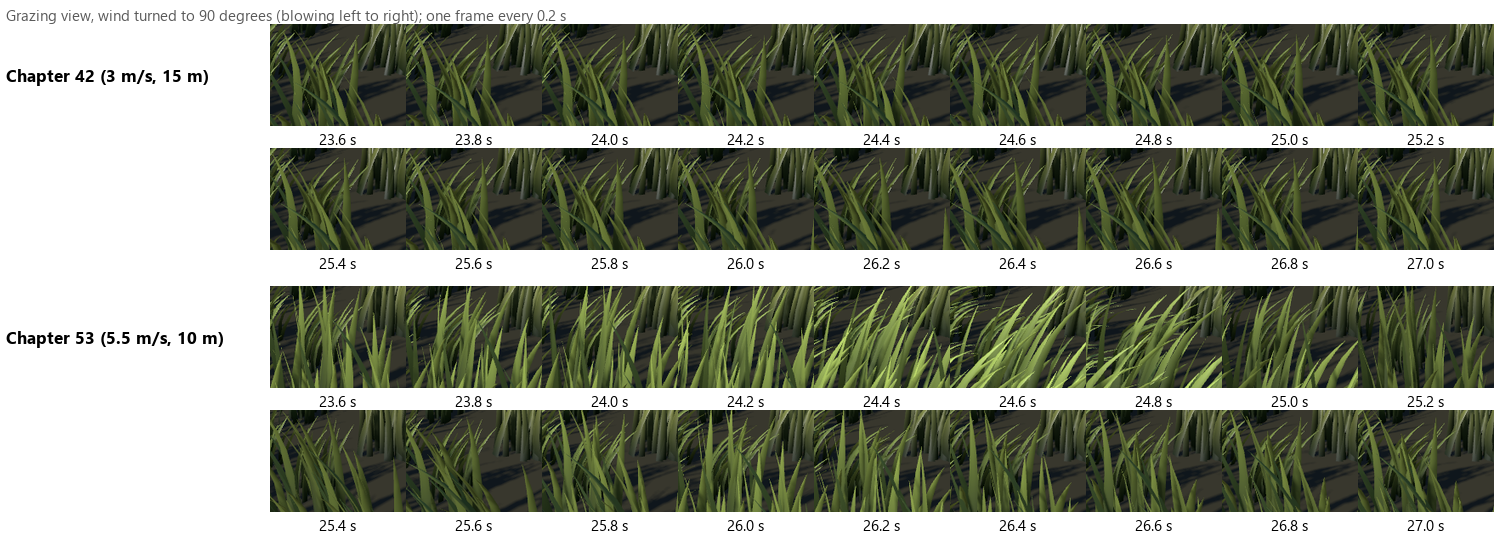 Grazing view, wind turned to 90 degrees (blowing left to right); one frame every 0.2 s
Chapter 42 (3 m/s, 15 m)
23.6 s 23.8 s 24.0 s 24.2 s 24.4 s 24.6 s 24.8 s 25.0 s 25.2 s
25.4 s 25.6 s 25.8 s 26.0 s 26.2 s 26.4 s 26.6 s 26.8 s 27.0 s
Chapter 53 (5.5 m/s, 10 m)
23.6 s 23.8 s 24.0 s 24.2 s 24.4 s 24.6 s 24.8 s 25.0 s 25.2 s
25.4 s 25.6 s 25.8 s 26.0 s 26.2 s 26.4 s 26.6 s 26.8 s 27.0 s